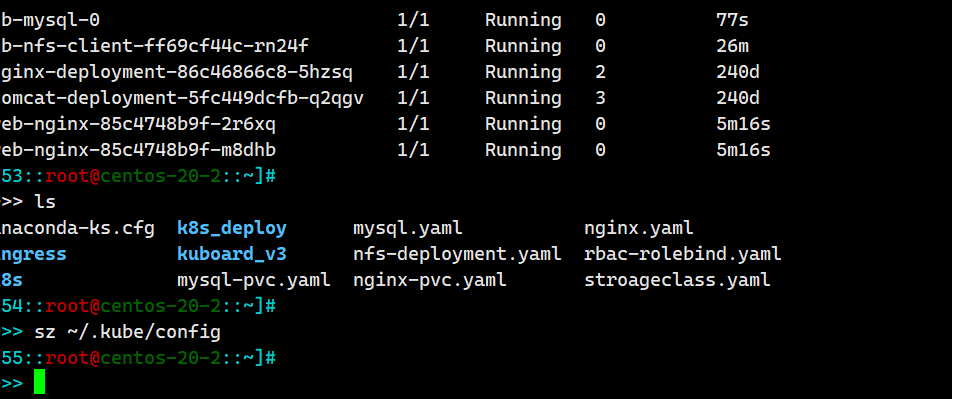 b-mysql-0 1/1 Running 0 77s
b-nfs-client-ff69cf44c-rn24f 1/1 Running 0 26m
ginx-deployment-86c46866c8-5hzsq 1/1 Running 2 240d
omcat-deployment-5fc449dcfb-q2qgv 1/1 Running 3 240d
eb-nginx-85c4748b9f-2r6xq 1/1 Running 0 5m16s
eb-nginx-85c4748b9f-m8dhb 1/1 Running 0 5m16s
53::root@centos-20-2::~]#
>>> ls
naconda-ks.cfg k8s_deploy mysql.yaml nginx.yaml
ngress kuboard_v3 nfs-deployment.yaml rbac-rolebind.yaml
8s mysql-pvc.yaml nginx-pvc.yaml stroageclass.yaml
54::root@centos-20-2::~]#
>> sz ~/.kube/config
55::root@centos-20-2::~]#
>>